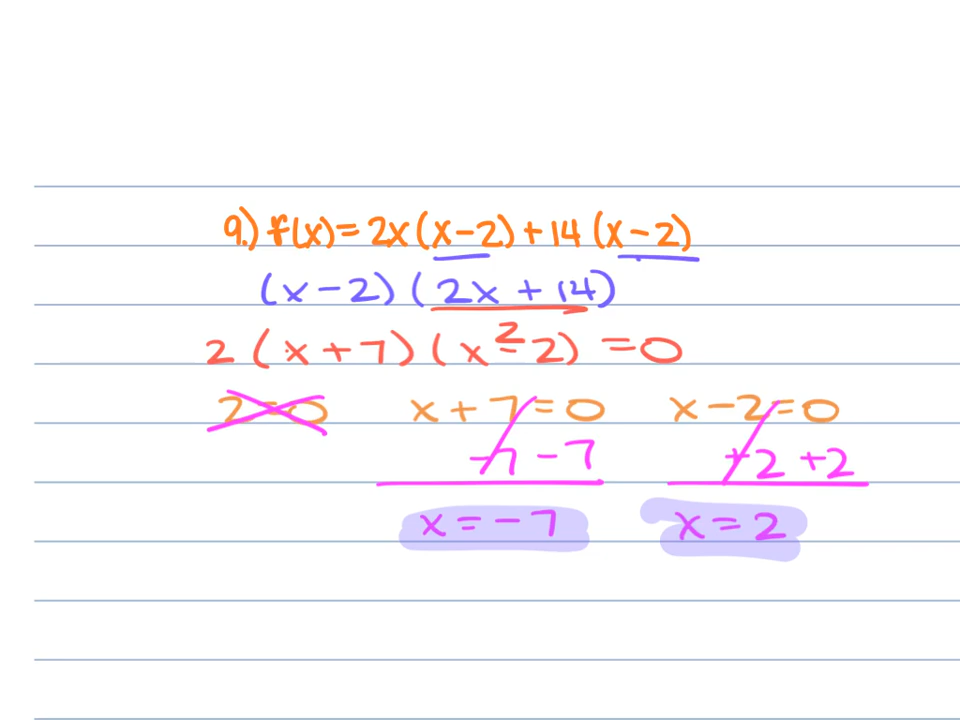 9.) f(x) = 2x (x-2) + 14 (x-2)
(x-2) (2x + 14)
2 (x+7) (x²-2) = 0
2=0 x+7=0 x-2=0
-7 -7 +2 +2
x=-7 x=2